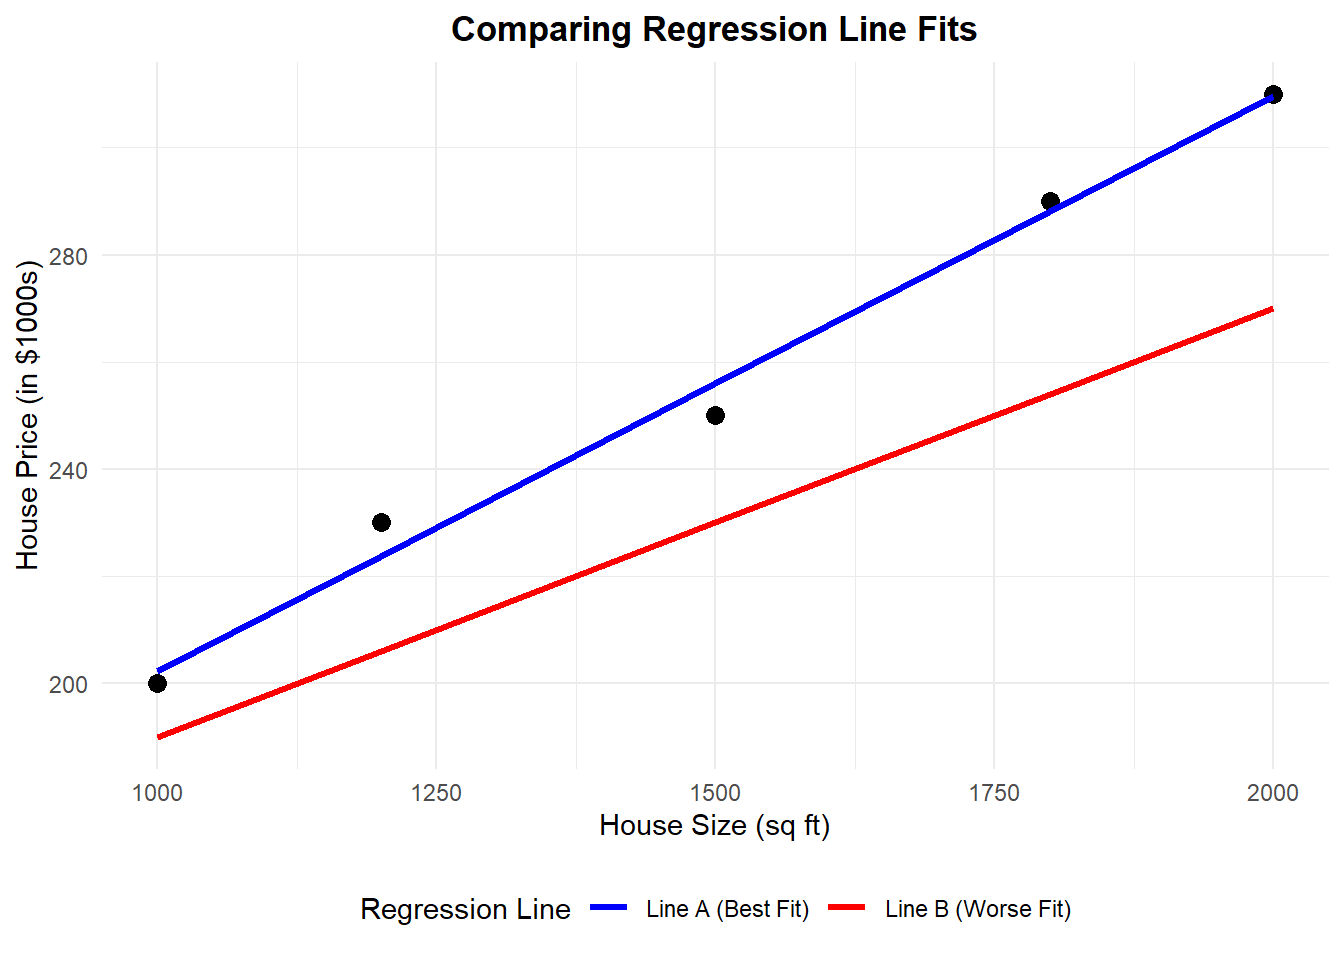 Comparing Regression Line Fits
House Price (in $1000s)
280
240
200
1000 1250 1500 1750 2000
House Size (sq ft)
Regression Line Line A (Best Fit) Line B (Worse Fit)